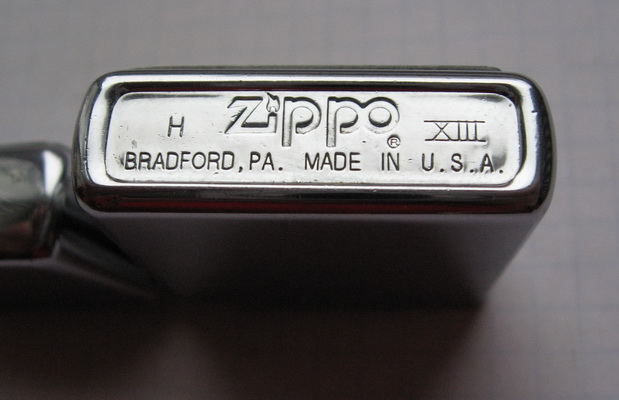 H Zippo ® XIII
BRADFORD, PA. MADE IN U.S.A.